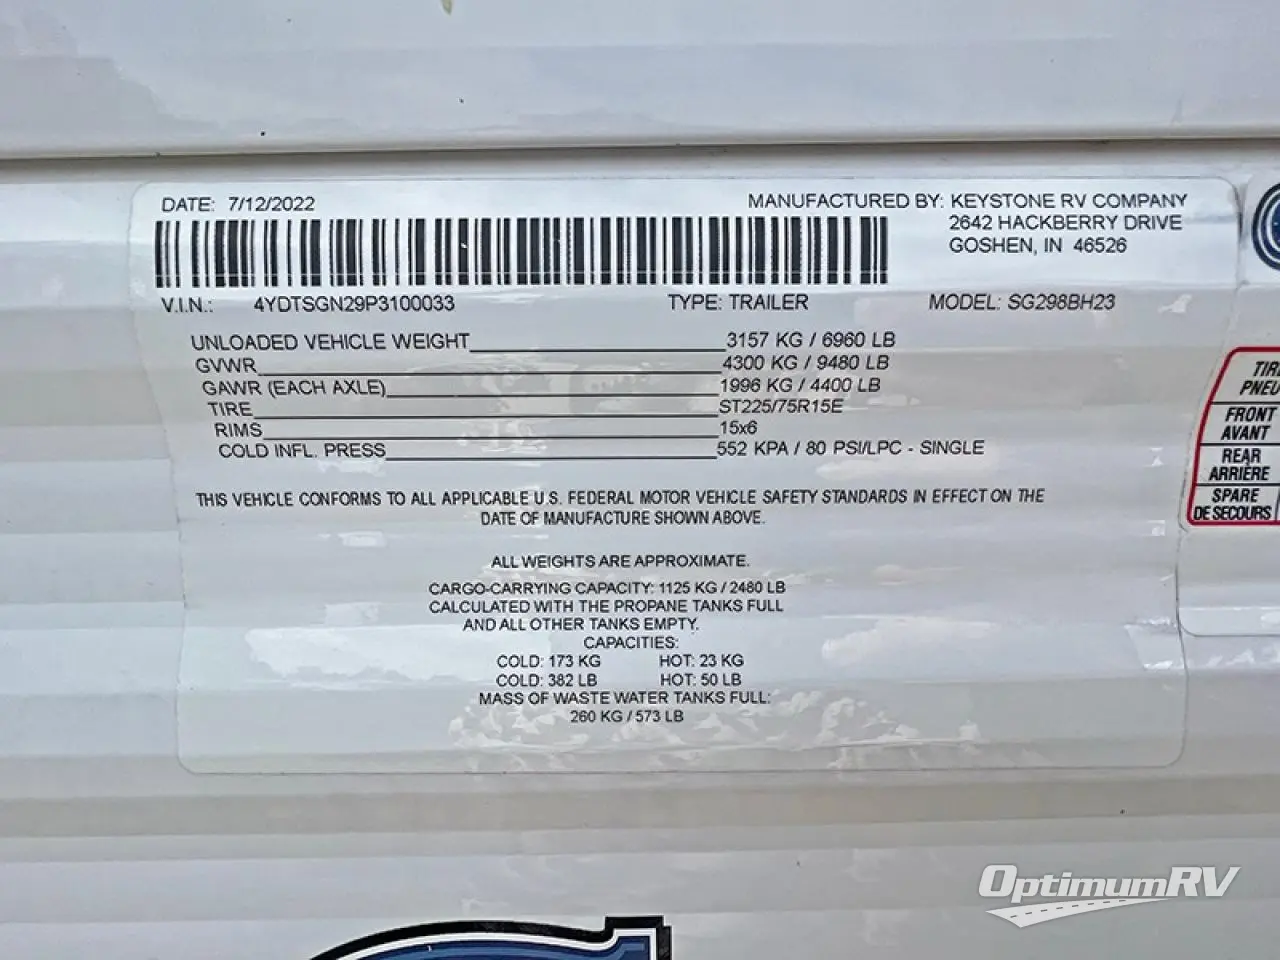 DATE: 7/12/2022
MANUFACTURED BY: KEYSTONE RV COMPANY
2642 HACKBERRY DRIVE
GOSHEN, IN 46526
V.I.N.: 4YDTSGN29P3100033 TYPE: TRAILER MODEL: SG298BH23
UNLOADED VEHICLE WEIGHT 3157 KG / 6960 LB
GVWR 4300 KG / 9480 LB
GAWR (EACH AXLE) 1996 KG / 4400 LB
TIRE ST225/75R15E
RIMS 15x6
COLD INFL. PRESS 552 KPA / 80 PSI/LPC - SINGLE
THIS VEHICLE CONFORMS TO ALL APPLICABLE U.S. FEDERAL MOTOR VEHICLE SAFETY STANDARDS IN EFFECT ON THE
DATE OF MANUFACTURE SHOWN ABOVE.
ALL WEIGHTS ARE APPROXIMATE.
CARGO-CARRYING CAPACITY: 1125 KG / 2480 LB
CALCULATED WITH THE PROPANE TANKS FULL
AND ALL OTHER TANKS EMPTY.
CAPACITIES:
COLD: 173 KG HOT: 23 KG
COLD: 382 LB HOT: 50 LB
MASS OF WASTE WATER TANKS FULL:
260 KG / 573 LB
FRONT
AVANT
REAR
ARRIÈRE
SPARE
DE SECOURS
OptimumRV